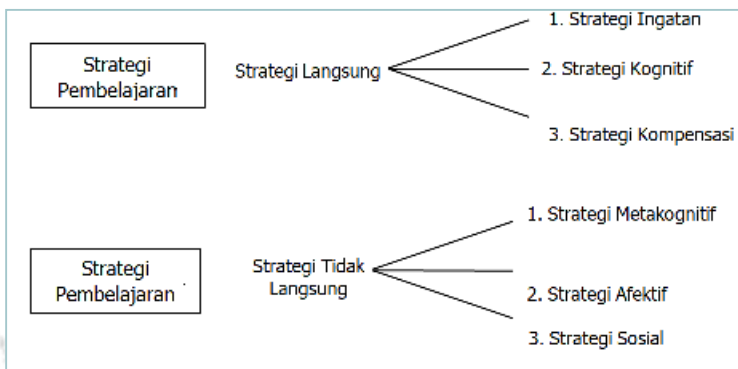 1. Strategi Ingatan
Strategi
Pembelajaran
Strategi Langsung
2. Strategi Kognitif
3. Strategi Kompensasi
1. Strategi Metakognitif
Strategi
Pembelajaran
Strategi Tidak
Langsung
2. Strategi Afektif
3. Strategi Sosial